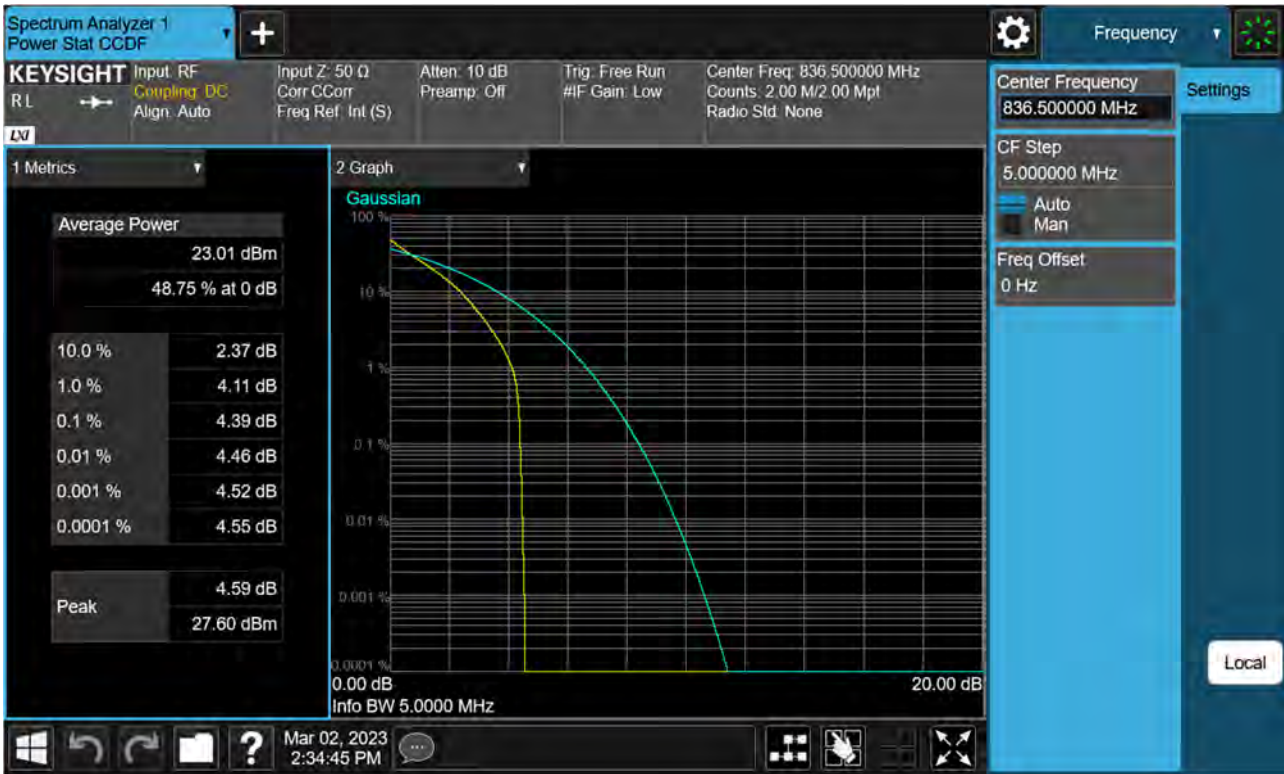 Spectrum Analyzer 1
Power Stat CCDF
+
Frequency
KEYSIGHT
RL
LXI
Input: RF
Coupling: DC
Align: Auto
Input Z: 50 Ω
Corr CCorr
Freq Ref: Int (S)
Atten: 10 dB
Preamp: Off
Trig: Free Run
#IF Gain: Low
Center Freq: 836.500000 MHz
Counts: 2.00 M/2.00 Mpt
Radio Std: None
Center Frequency
836.500000 MHz
Settings
CF Step
5.000000 MHz
Auto
Man
Freq Offset
0 Hz
Local
1 Metrics
Average Power
23.01 dBm
48.75 % at 0 dB
10.0 % 2.37 dB
1.0 % 4.11 dB
0.1 % 4.39 dB
0.01 % 4.46 dB
0.001 % 4.52 dB
0.0001 % 4.55 dB
Peak
4.59 dB
27.60 dBm
2 Graph
Gaussian
100 %
10 %
1 %
0.1 %
0.01 %
0.001 %
0.0001 %
0.00 dB 20.00 dB
Info BW 5.0000 MHz
?
Mar 02, 2023
2:34:45 PM